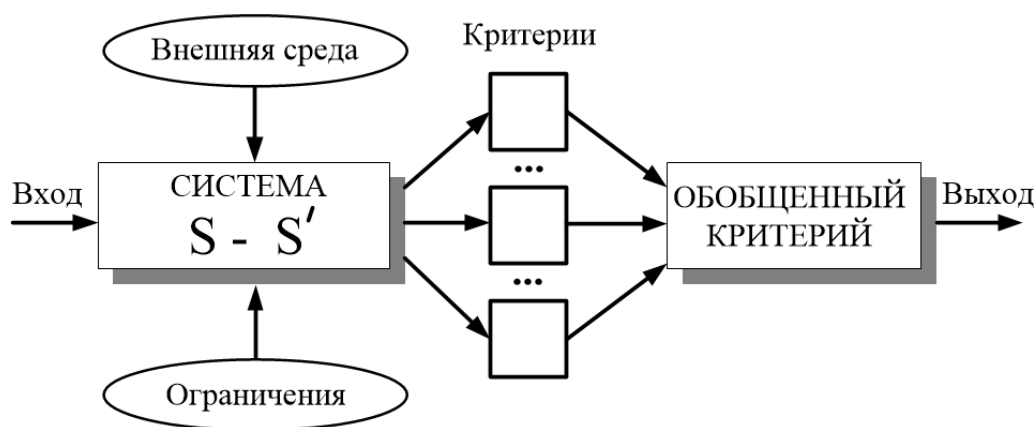 Внешняя среда
Критерии
Вход
СИСТЕМА
S - S′
...
...
ОБОБЩЕННЫЙ
КРИТЕРИЙ
Выход
Ограничения